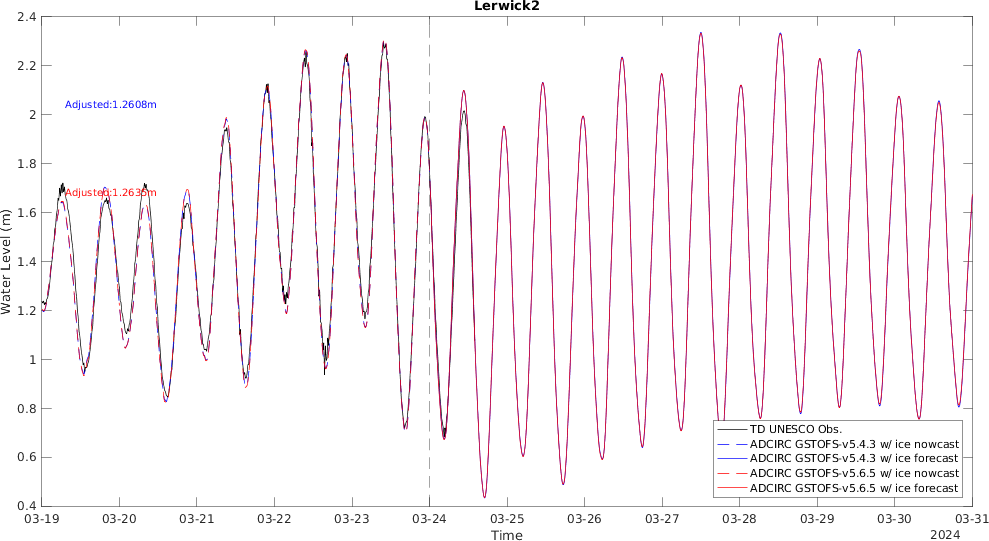 Lerwick2
2.4
2.2
2
1.8
1.6
1.4
1.2
1
0.8
0.6
0.4
Water Level (m)
Adjusted:1.2608m
Adjusted:1.2635m
TD UNESCO Obs.
ADCIRC GSTOFS-v5.4.3 w/ ice nowcast
ADCIRC GSTOFS-v5.4.3 w/ ice forecast
ADCIRC GSTOFS-v5.6.5 w/ ice nowcast
ADCIRC GSTOFS-v5.6.5 w/ ice forecast
03-19 03-20 03-21 03-22 03-23 03-24 03-25 03-26 03-27 03-28 03-29 03-30 03-31
Time
2024